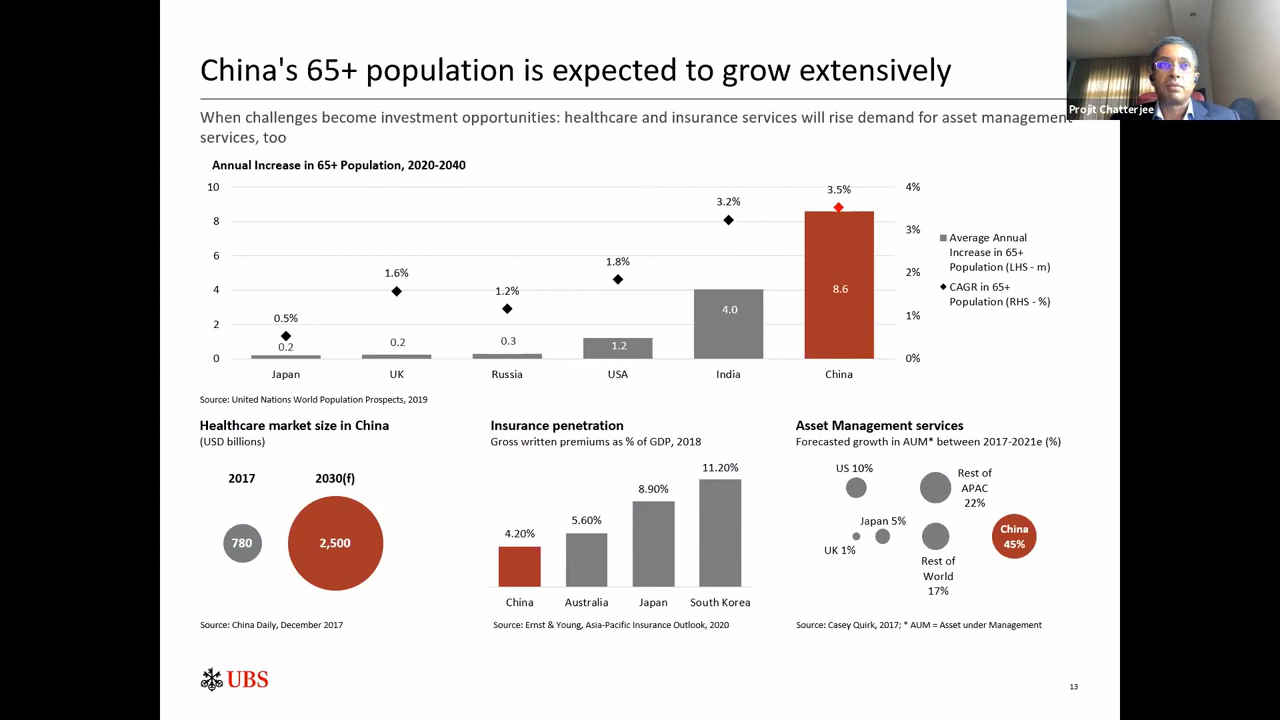 China's 65+ population is expected to grow extensively
Projit Chatterjee
When challenges become investment opportunities: healthcare and insurance services will rise demand for asset management
services, too
Annual Increase in 65+ Population, 2020-2040
10
8
6
4
2
0
4%
3%
2%
1%
0%
0.5%
1.6%
1.2%
1.8%
3.2%
3.5%
0.2
0.2
0.3
1.2
4.0
8.6
Japan
UK
Russia
USA
India
China
Average Annual
Increase in 65+
Population (LHS - m)
CAGR in 65+
Population (RHS - %)
Source: United Nations World Population Prospects, 2019
Healthcare market size in China
(USD billions)
2017
2030(f)
780
2,500
Source: China Daily, December 2017
Insurance penetration
Gross written premiums as % of GDP, 2018
4.20%
5.60%
8.90%
11.20%
China
Australia
Japan
South Korea
Source: Ernst & Young, Asia-Pacific Insurance Outlook, 2020
Asset Management services
Forecasted growth in AUM* between 2017-2021e (%)
US 10%
Rest of
APAC
22%
Japan 5%
UK 1%
Rest of
World
17%
China
45%
Source: Casey Quirk, 2017; * AUM = Asset under Management
UBS
13